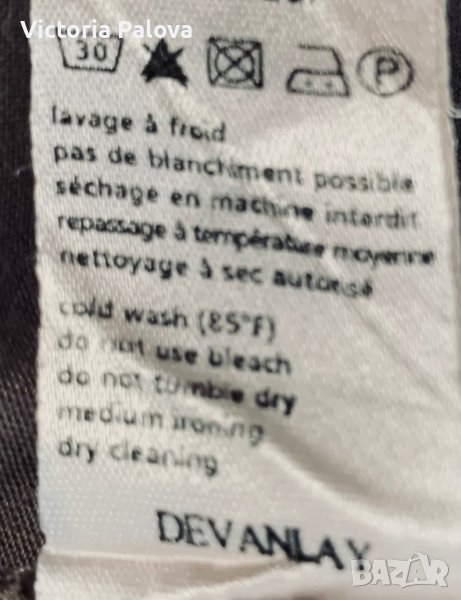 Victoria Palova
30
P
lavage à froid
pas de blanchiment possible
séchage en machine interdit
repassage à température moyenne
nettoyage à sec autorisé
cold wash (85°F)
do not use bleach
do not tumble dry
medium ironing
dry cleaning
DEVANLAY
BAZAR